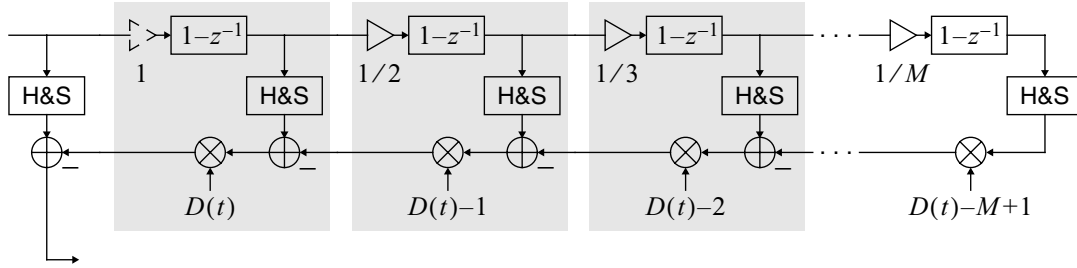 1–z⁻¹ 1–z⁻¹ 1–z⁻¹ . . . 1–z⁻¹
1 1/2 1/3 1/M
H&S H&S H&S H&S H&S
– – – – . . .
D(t) D(t)–1 D(t)–2 D(t)–M+1